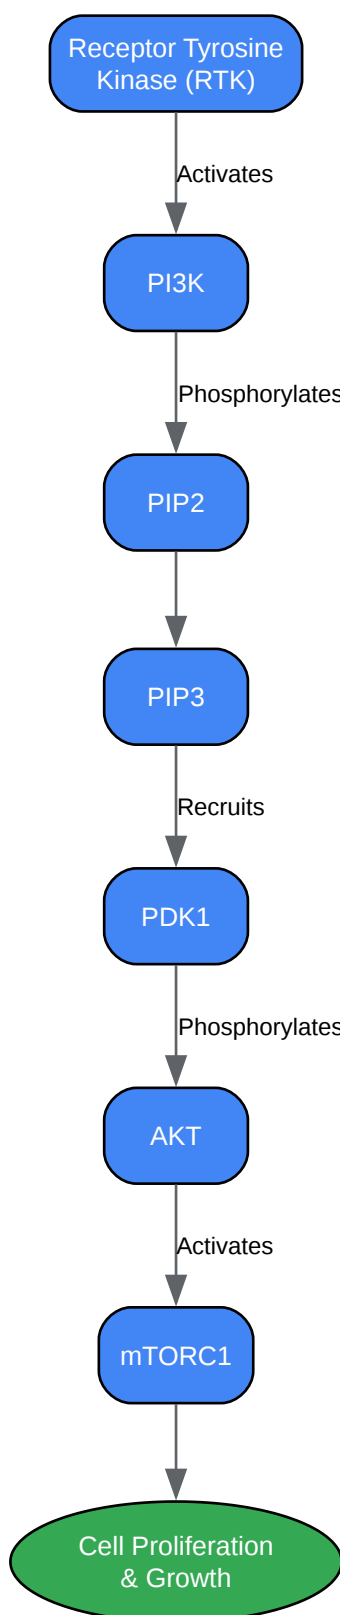 Receptor Tyrosine
Kinase (RTK)
Activates
PI3K
Phosphorylates
PIP2
PIP3
Recruits
PDK1
Phosphorylates
AKT
Activates
mTORC1
Cell Proliferation
& Growth